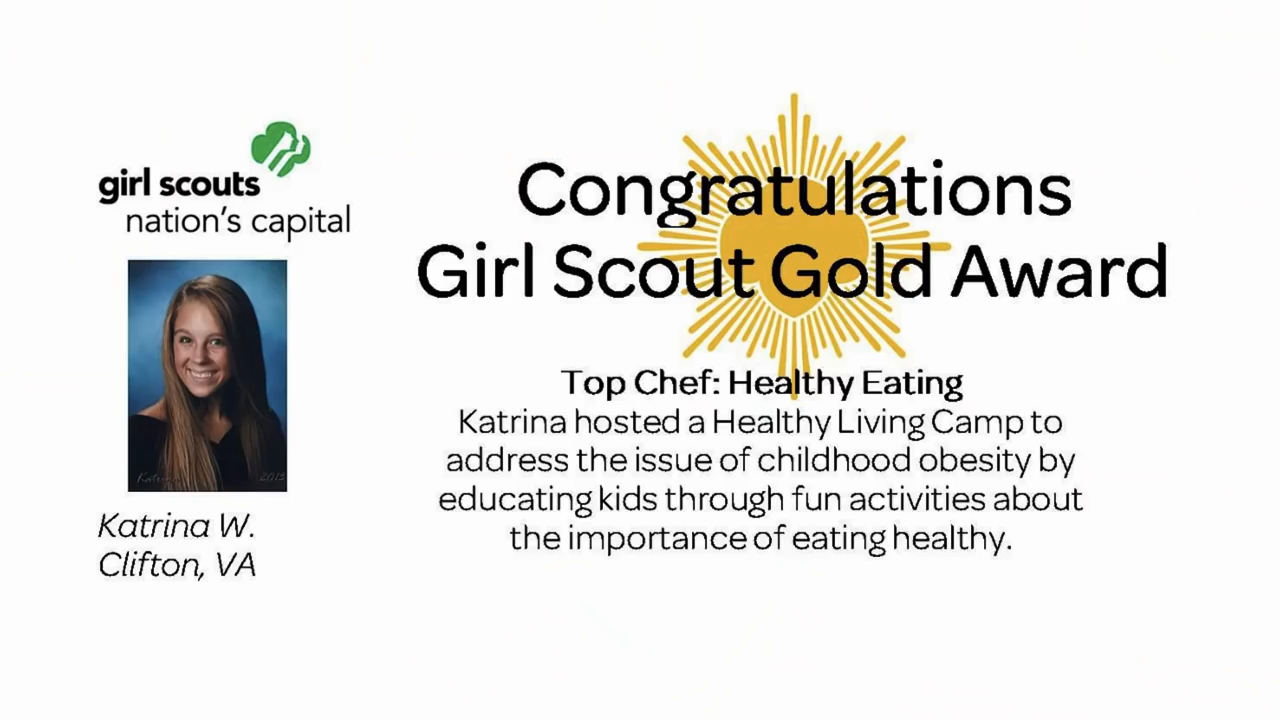 girl scouts
nation's capital
Katrina W.
Clifton, VA
Congratulations
Girl Scout Gold Award
Top Chef: Healthy Eating
Katrina hosted a Healthy Living Camp to
address the issue of childhood obesity by
educating kids through fun activities about
the importance of eating healthy.